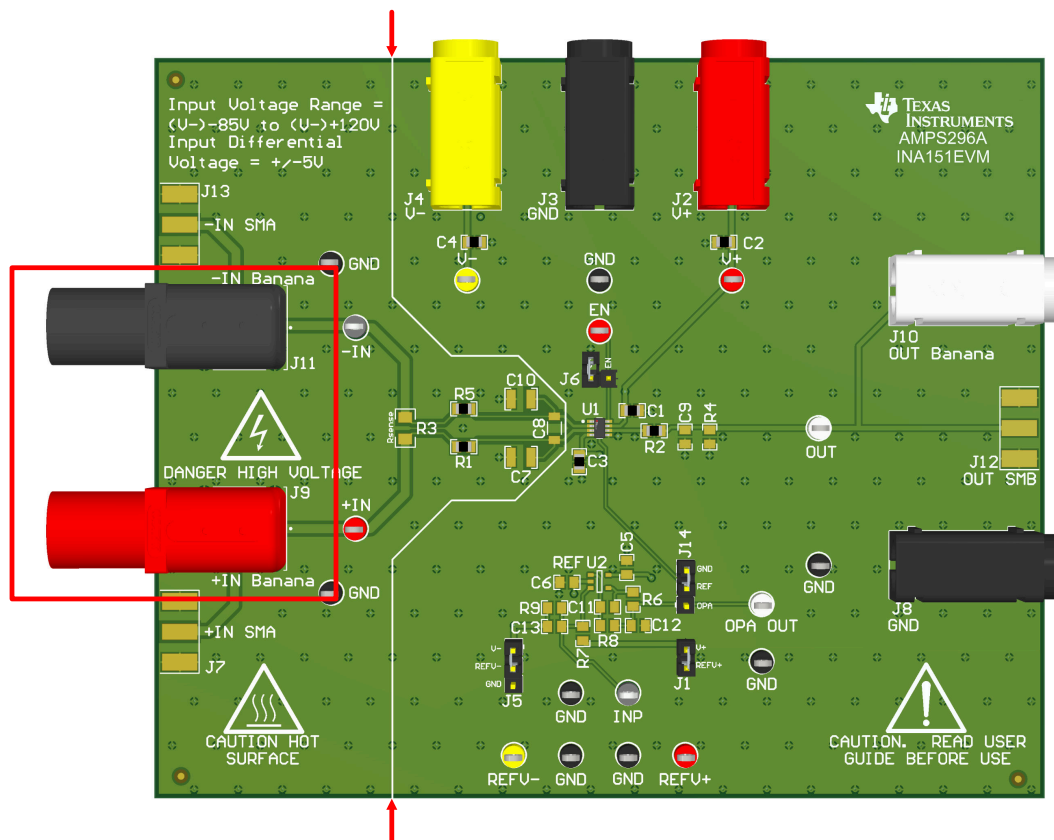 Input Voltage Range =
(V-)-85V to (V-)+120V
Input Differential
Voltage = +/-5V
TEXAS
INSTRUMENTS
AMPS296A
INA151EVM
J4
V-
J3
GND
J2
V+
J13
-IN SMA
C4
V-
GND
C2
V+
GND
-IN Banana
EN
-IN
J11
J10
OUT Banana
J6
EN
C10
R5
U1
C1
C9
R4
Rsense
R3
C8
R2
R1
C7
C3
OUT
DANGER HIGH VOLTAGE
J12
OUT SMB
J9
+IN
+IN Banana
GND
C5
J14
GND
REF
OPA
GND
REF U2
C6
R6
R9
C11
C13
R8
C12
R7
OPA OUT
J8
GND
+IN SMA
J7
V-
REFV-
GND
J5
V+
REFV+
J1
GND
GND
INP
CAUTION HOT
SURFACE
CAUTION. READ USER
GUIDE BEFORE USE
REFV-
GND
GND
REFV+